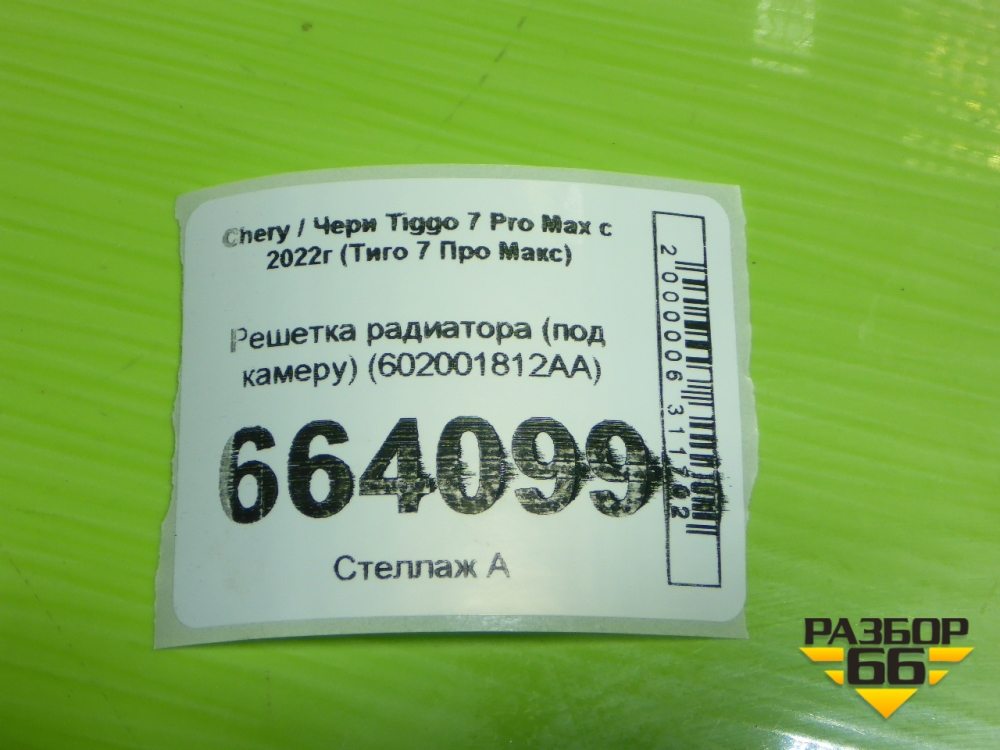 Chery / Чери Tiggo 7 Pro Max с
2022г (Тиго 7 Про Макс)
Решетка радиатора (под
камеру) (602001812AA)
664099
Стеллаж А
РАЗБОР
66